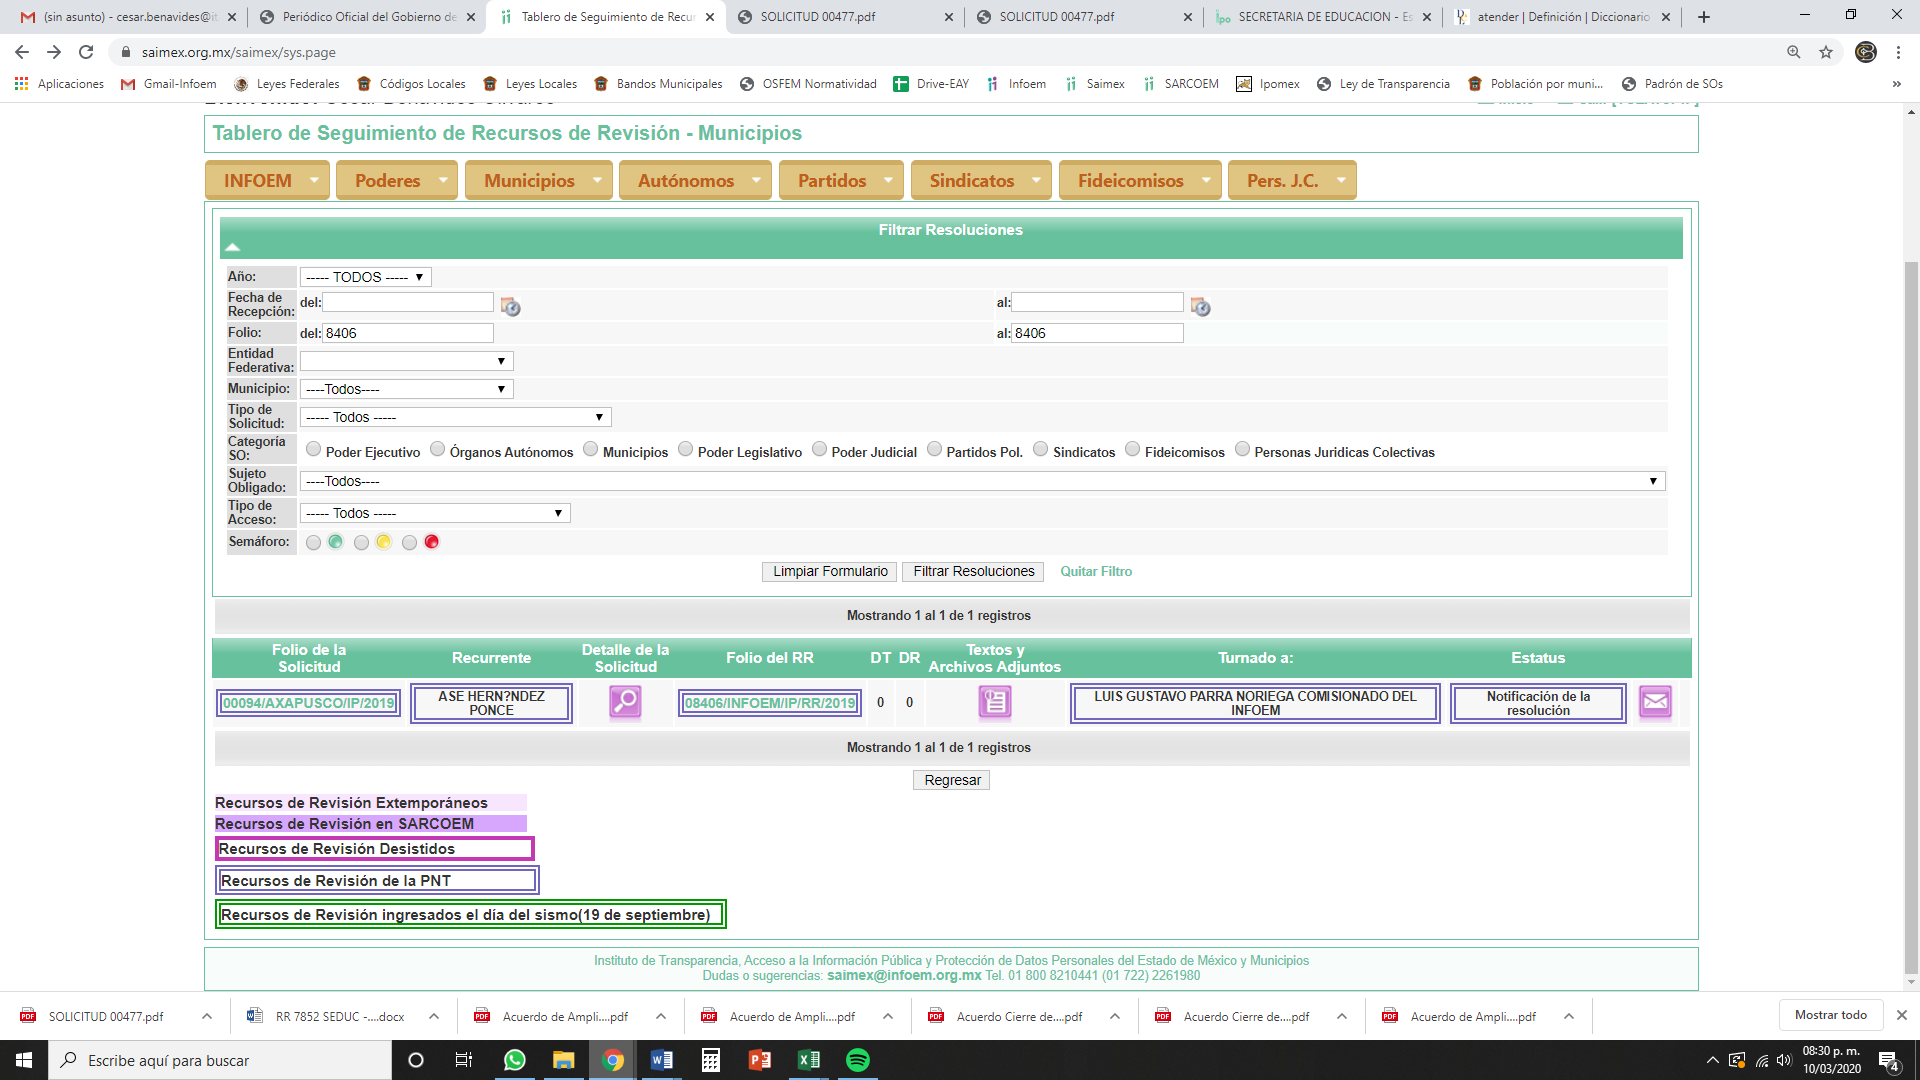 (sin asunto) - cesar.benavides@it
Periódico Oficial del Gobierno de
Tablero de Seguimiento de Recur
SOLICITUD 00477.pdf
SOLICITUD 00477.pdf
SECRETARIA DE EDUCACION - Es
atender | Definición | Diccionario
saimex.org.mx/saimex/sys.page
Aplicaciones
Gmail-Infoem
Leyes Federales
Códigos Locales
Leyes Locales
Bandos Municipales
OSFEM Normatividad
Drive-EAY
Infoem
Saimex
SARCOEM
Ipomex
Ley de Transparencia
Población por muni...
Padrón de SOs
»
Tablero de Seguimiento de Recursos de Revisión - Municipios
INFOEM
Poderes
Municipios
Autónomos
Partidos
Sindicatos
Fideicomisos
Pers. J.C.
Filtrar Resoluciones
Año:
----- TODOS -----
Fecha de Recepción:
del:
al:
Folio:
del: 8406
al: 8406
Entidad Federativa:
Municipio:
----Todos----
Tipo de Solicitud:
----- Todos -----
Categoría SO:
Poder Ejecutivo Órganos Autónomos Municipios Poder Legislativo Poder Judicial Partidos Pol. Sindicatos Fideicomisos Personas Juridicas Colectivas
Sujeto Obligado:
----Todos----
Tipo de Acceso:
----- Todos -----
Semáforo:
Limpiar Formulario
Filtrar Resoluciones
Quitar Filtro
Mostrando 1 al 1 de 1 registros
Folio de la Solicitud
Recurrente
Detalle de la Solicitud
Folio del RR
DT
DR
Textos y Archivos Adjuntos
Turnado a:
Estatus
00094/AXAPUSCO/IP/2019
ASE HERN?NDEZ PONCE
08406/INFOEM/IP/RR/2019
0
0
LUIS GUSTAVO PARRA NORIEGA COMISIONADO DEL INFOEM
Notificación de la resolución
Mostrando 1 al 1 de 1 registros
Regresar
Recursos de Revisión Extemporáneos
Recursos de Revisión en SARCOEM
Recursos de Revisión Desistidos
Recursos de Revisión de la PNT
Recursos de Revisión ingresados el día del sismo(19 de septiembre)
Instituto de Transparencia, Acceso a la Información Pública y Protección de Datos Personales del Estado de México y Municipios
Dudas o sugerencias: saimex@infoem.org.mx Tel. 01 800 8210441 (01 722) 2261980
SOLICITUD 00477.pdf
RR 7852 SEDUC -....docx
Acuerdo de Ampli....pdf
Acuerdo de Ampli....pdf
Acuerdo Cierre de....pdf
Acuerdo Cierre de....pdf
Acuerdo de Ampli....pdf
Mostrar todo
Escribe aquí para buscar
08:30 p. m.
10/03/2020
4